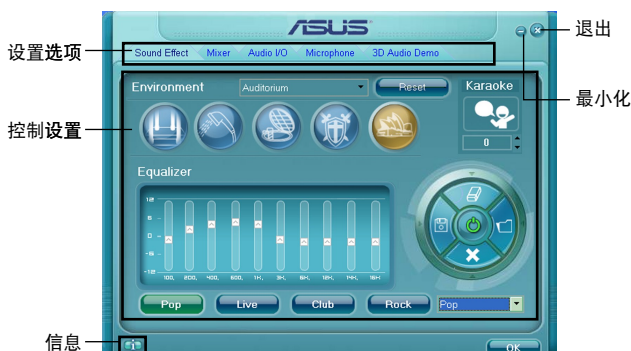 ASUS
退出
设置选项
Sound Effect Mixer Audio I/O Microphone 3D Audio Demo
最小化
Environment Auditorium Reset Karaoke
控制设置
0
Equalizer
12
6
0
-6
-12
100. 200. 400. 600. 1K. 3K. 6K. 12K. 14K. 16K
Pop Live Club Rock Pop
信息
i
OK